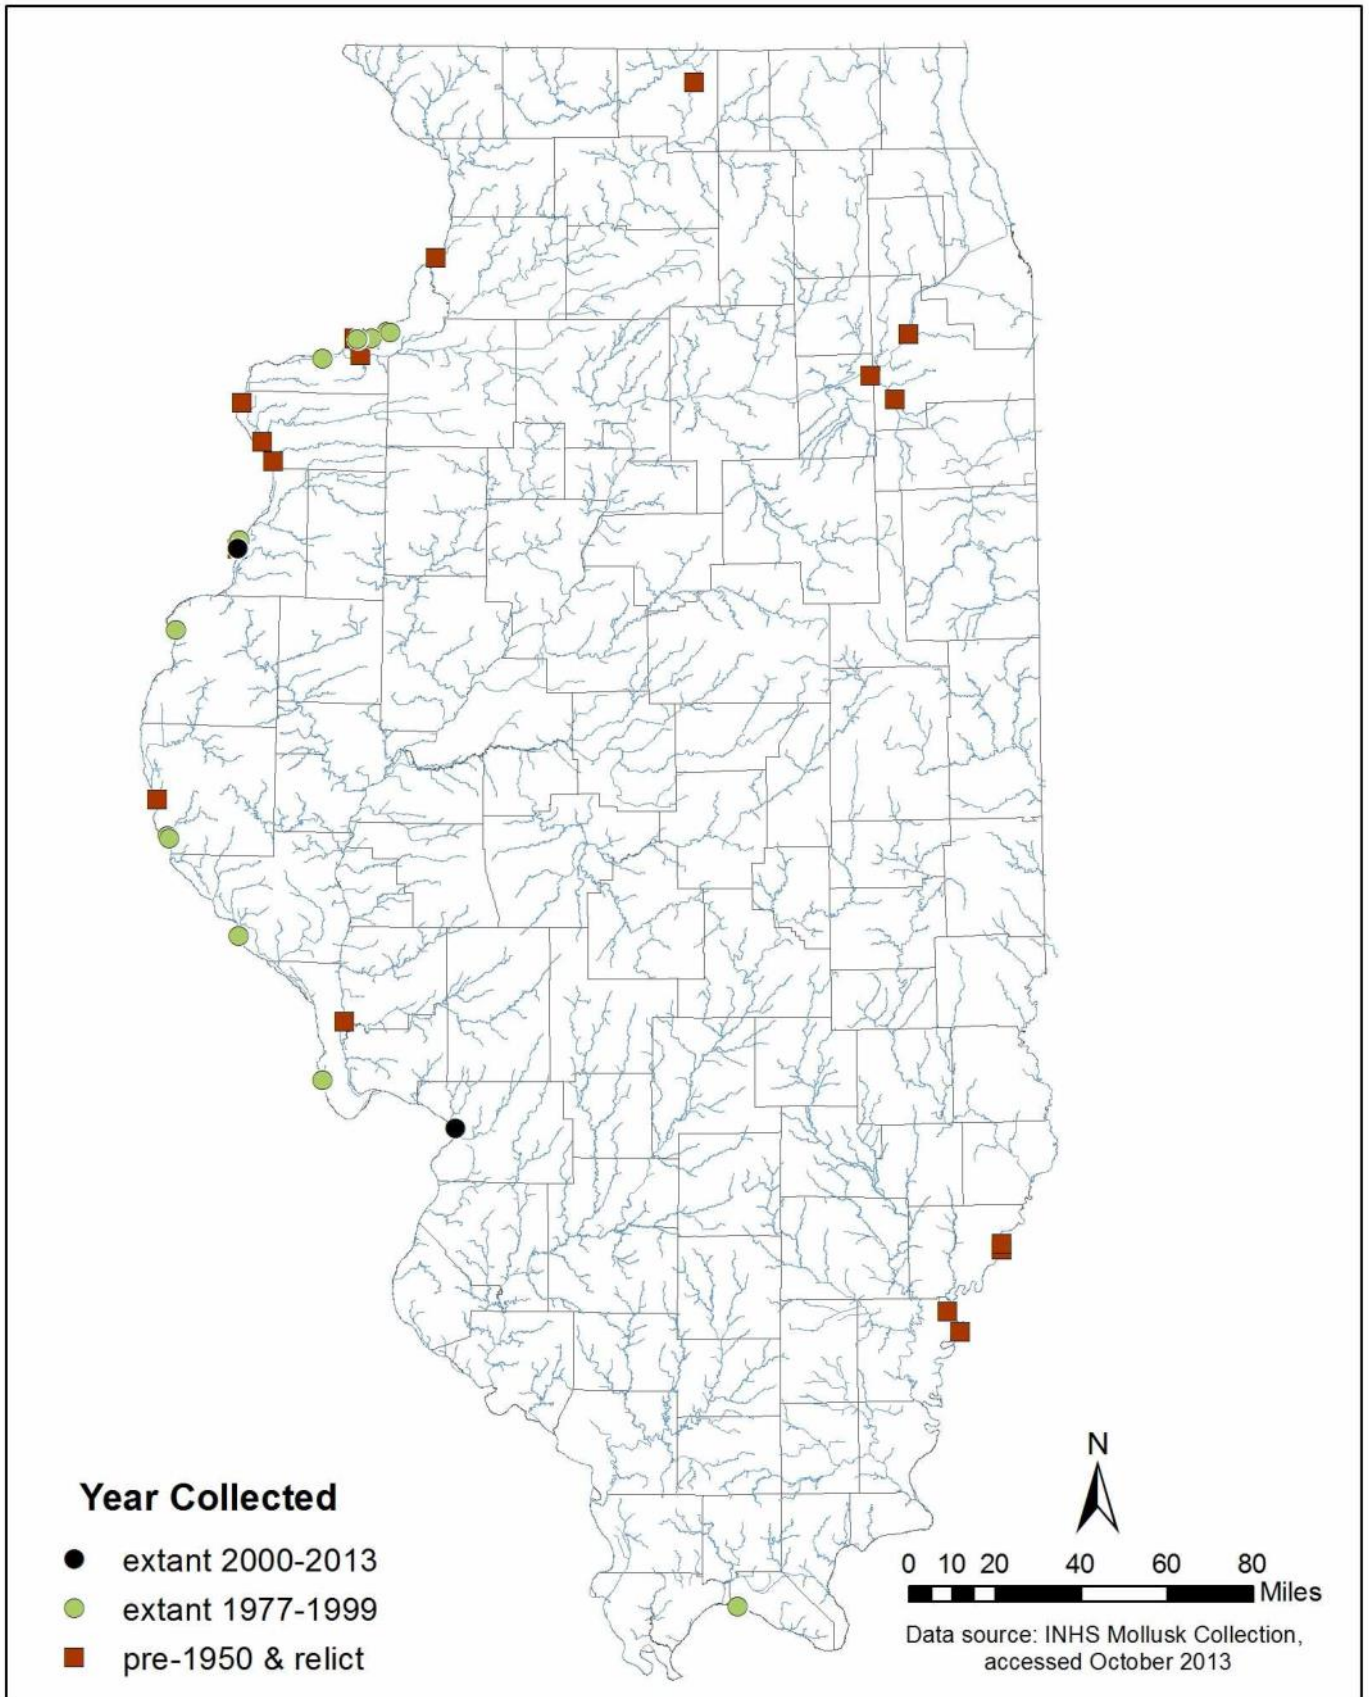 N
Year Collected
extant 2000-2013
extant 1977-1999
pre-1950 & relict
0 10 20 40 60 80
Miles
Data source: INHS Mollusk Collection,
accessed October 2013